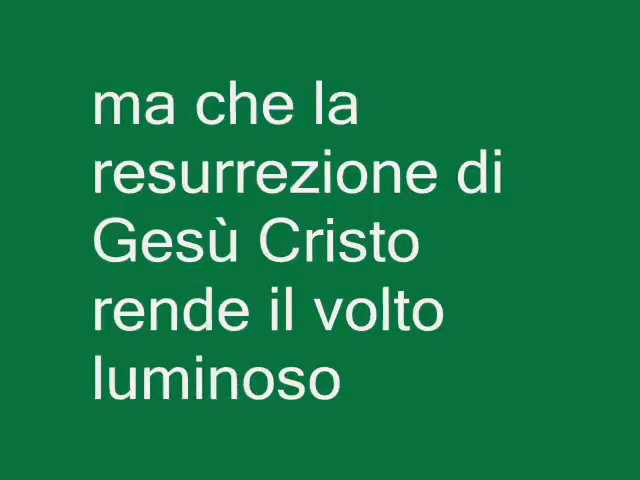 ma che la
resurrezione di
Gesù Cristo
rende il volto
luminoso